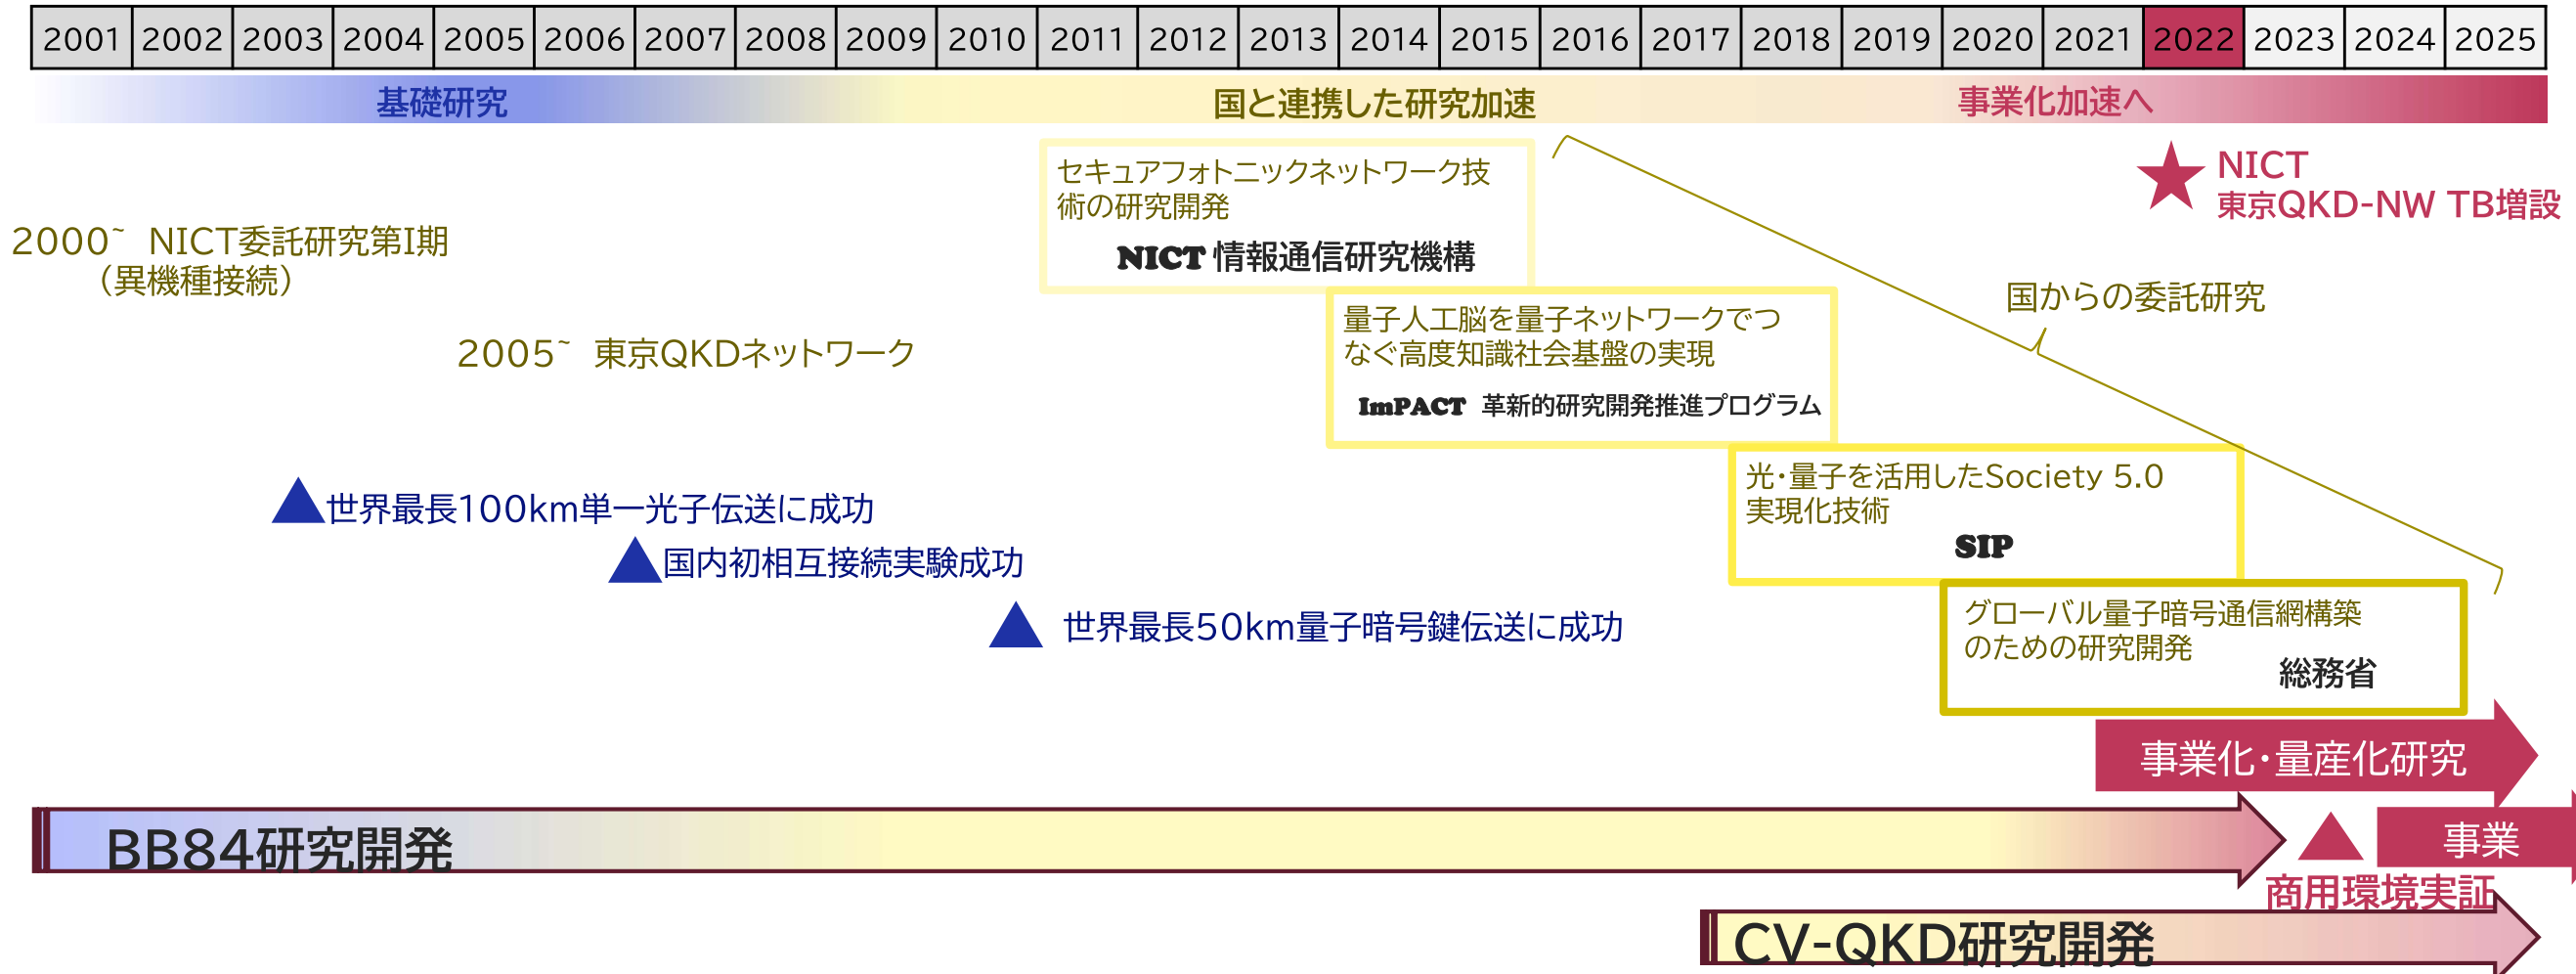 2001 2002 2003 2004 2005 2006 2007 2008 2009 2010 2011 2012 2013 2014 2015 2016 2017 2018 2019 2020 2021 2022 2023 2024 2025
基礎研究 国と連携した研究加速 事業化加速へ
セキュアフォトニックネットワーク技
術の研究開発
NICT 情報通信研究機構
NICT
東京QKD-NW TB増設
2000~ NICT委託研究第I期
（異機種接続）
国からの委託研究
量子人工脳を量子ネットワークでつ
なぐ高度知識社会基盤の実現
ImPACT 革新的研究開発推進プログラム
2005~ 東京QKDネットワーク
光・量子を活用したSociety 5.0
実現化技術
SIP
世界最長100km単一光子伝送に成功
国内初相互接続実験成功
世界最長50km量子暗号鍵伝送に成功
グローバル量子暗号通信網構築
のための研究開発
総務省
事業化・量産化研究
BB84研究開発
事業
商用環境実証
CV-QKD研究開発